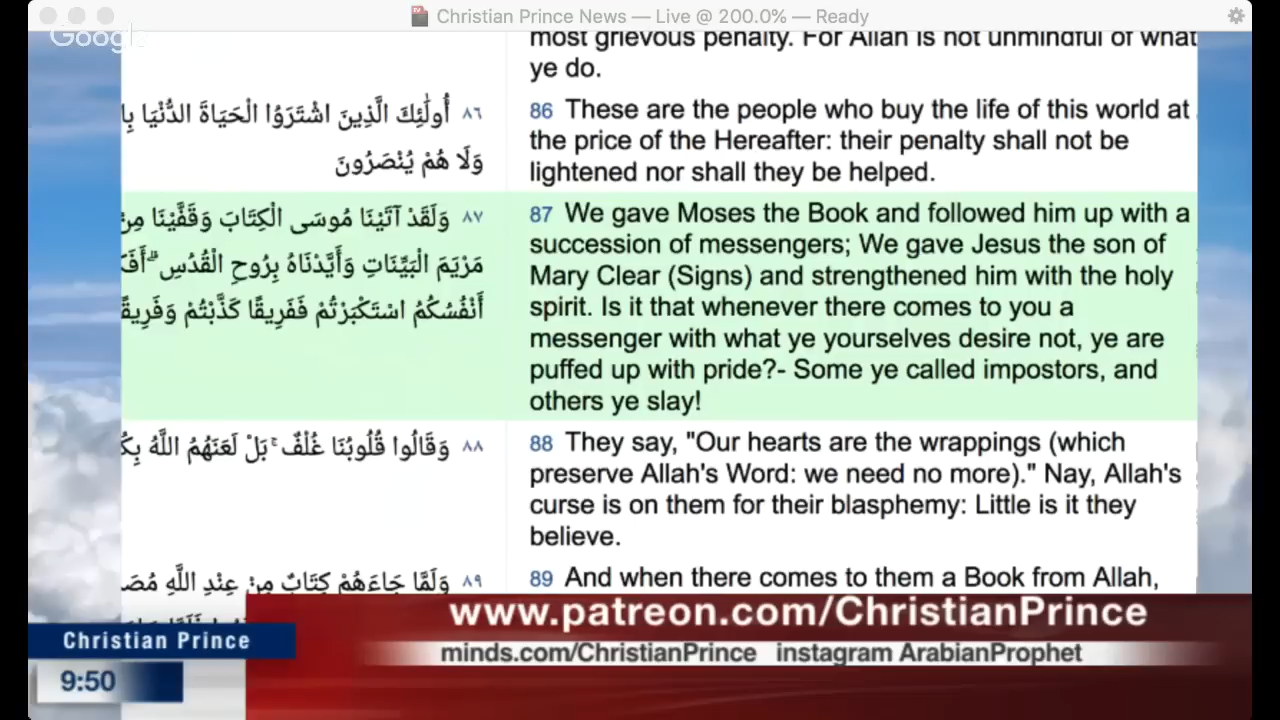 Christian Prince News — Live @ 200.0% — Ready
Google
most grievous penalty. For Allah is not unmindful of what
ye do.
٨٦ أُولَٰئِكَ الَّذِينَ اشْتَرَوُا الْحَيَاةَ الدُّنْيَا
وَلَا هُمْ يُنْصَرُونَ
86 These are the people who buy the life of this world at
the price of the Hereafter: their penalty shall not be
lightened nor shall they be helped.
٨٧ وَلَقَدْ آتَيْنَا مُوسَى الْكِتَابَ وَقَفَّيْنَا مِنْ
مَرْيَمَ الْبَيِّنَاتِ وَأَيَّدْنَاهُ بِرُوحِ الْقُدُسِ ۗ
أَنْفُسُكُمُ اسْتَكْبَرْتُمْ فَفَرِيقًا كَذَّبْتُمْ
87 We gave Moses the Book and followed him up with a
succession of messengers; We gave Jesus the son of
Mary Clear (Signs) and strengthened him with the holy
spirit. Is it that whenever there comes to you a
messenger with what ye yourselves desire not, ye are
puffed up with pride?- Some ye called impostors, and
others ye slay!
٨٨ وَقَالُوا قُلُوبُنَا غُلْفٌ ۚ بَلْ لَعَنَهُمُ اللَّهُ
88 They say, "Our hearts are the wrappings (which
preserve Allah's Word: we need no more)." Nay, Allah's
curse is on them for their blasphemy: Little is it they
believe.
٨٩ وَلَمَّا جَاءَهُمْ كِتَابٌ مِنْ عِنْدِ اللَّهِ
89 And when there comes to them a Book from Allah,
www.patreon.com/ChristianPrince
Christian Prince
minds.com/ChristianPrince instagram ArabianProphet
9:50